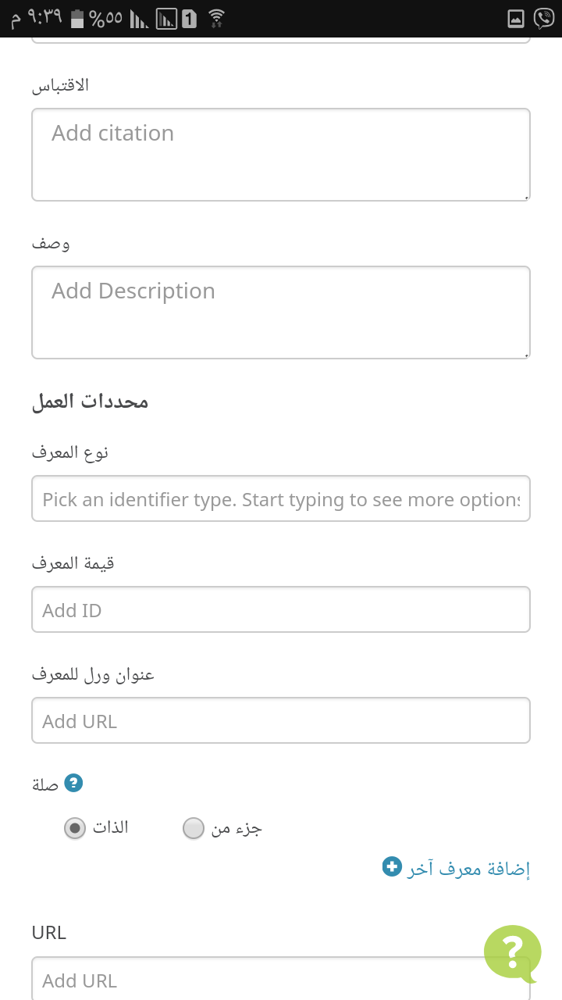 ٩:٣٩ م %٥٥ 1
الاقتباس
Add citation
وصف
Add Description
محددات العمل
نوع المعرف
Pick an identifier type. Start typing to see more options
قيمة المعرف
Add ID
عنوان ورل للمعرف
Add URL
صلة ?
الذات جزء من
إضافة معرف آخر
URL
Add URL
?